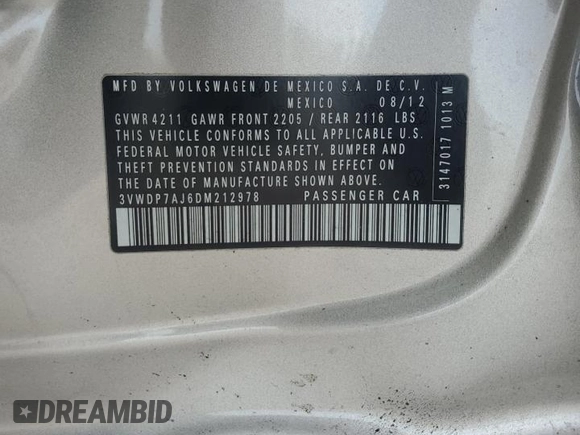 MFD BY VOLKSWAGEN DE MEXICO S.A. DE C.V.
MEXICO 08/12
GVWR 4211 GAWR FRONT 2205 / REAR 2116 LBS
THIS VEHICLE CONFORMS TO ALL APPLICABLE U.S.
FEDERAL MOTOR VEHICLE SAFETY, BUMPER AND
THEFT PREVENTION STANDARDS IN EFFECT ON
THE DATE OF MANUFACTURE SHOWN ABOVE.
3VWDP7AJ6DM212978 PASSENGER CAR
3147017 1013 M
DREAMBID